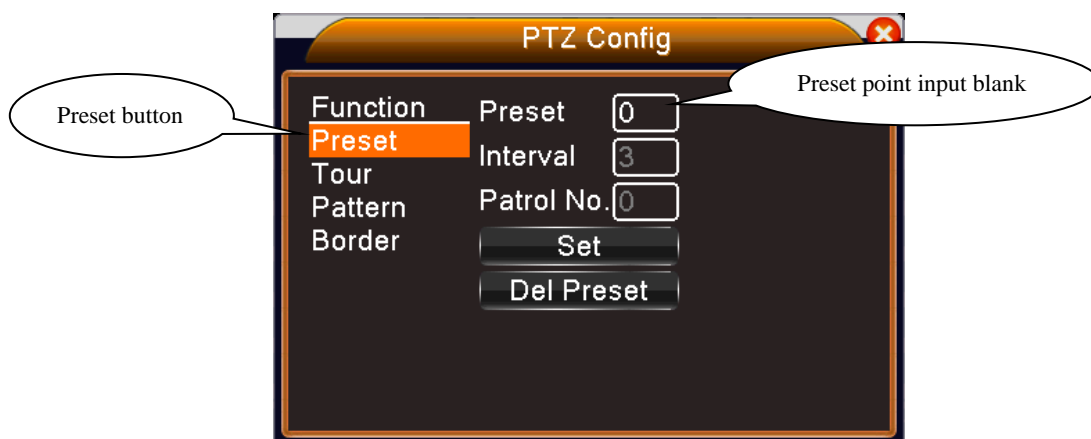 PTZ Config
Preset button
Preset point input blank
Function
Preset
Tour
Pattern
Border
Preset 0
Interval 3
Patrol No. 0
Set
Del Preset